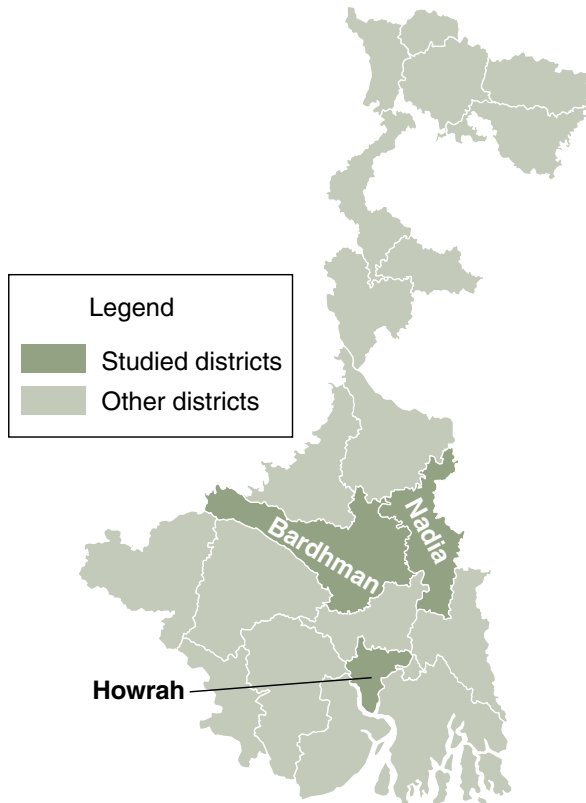 Legend
Studied districts
Other districts
Bardhman
Nadia
Howrah